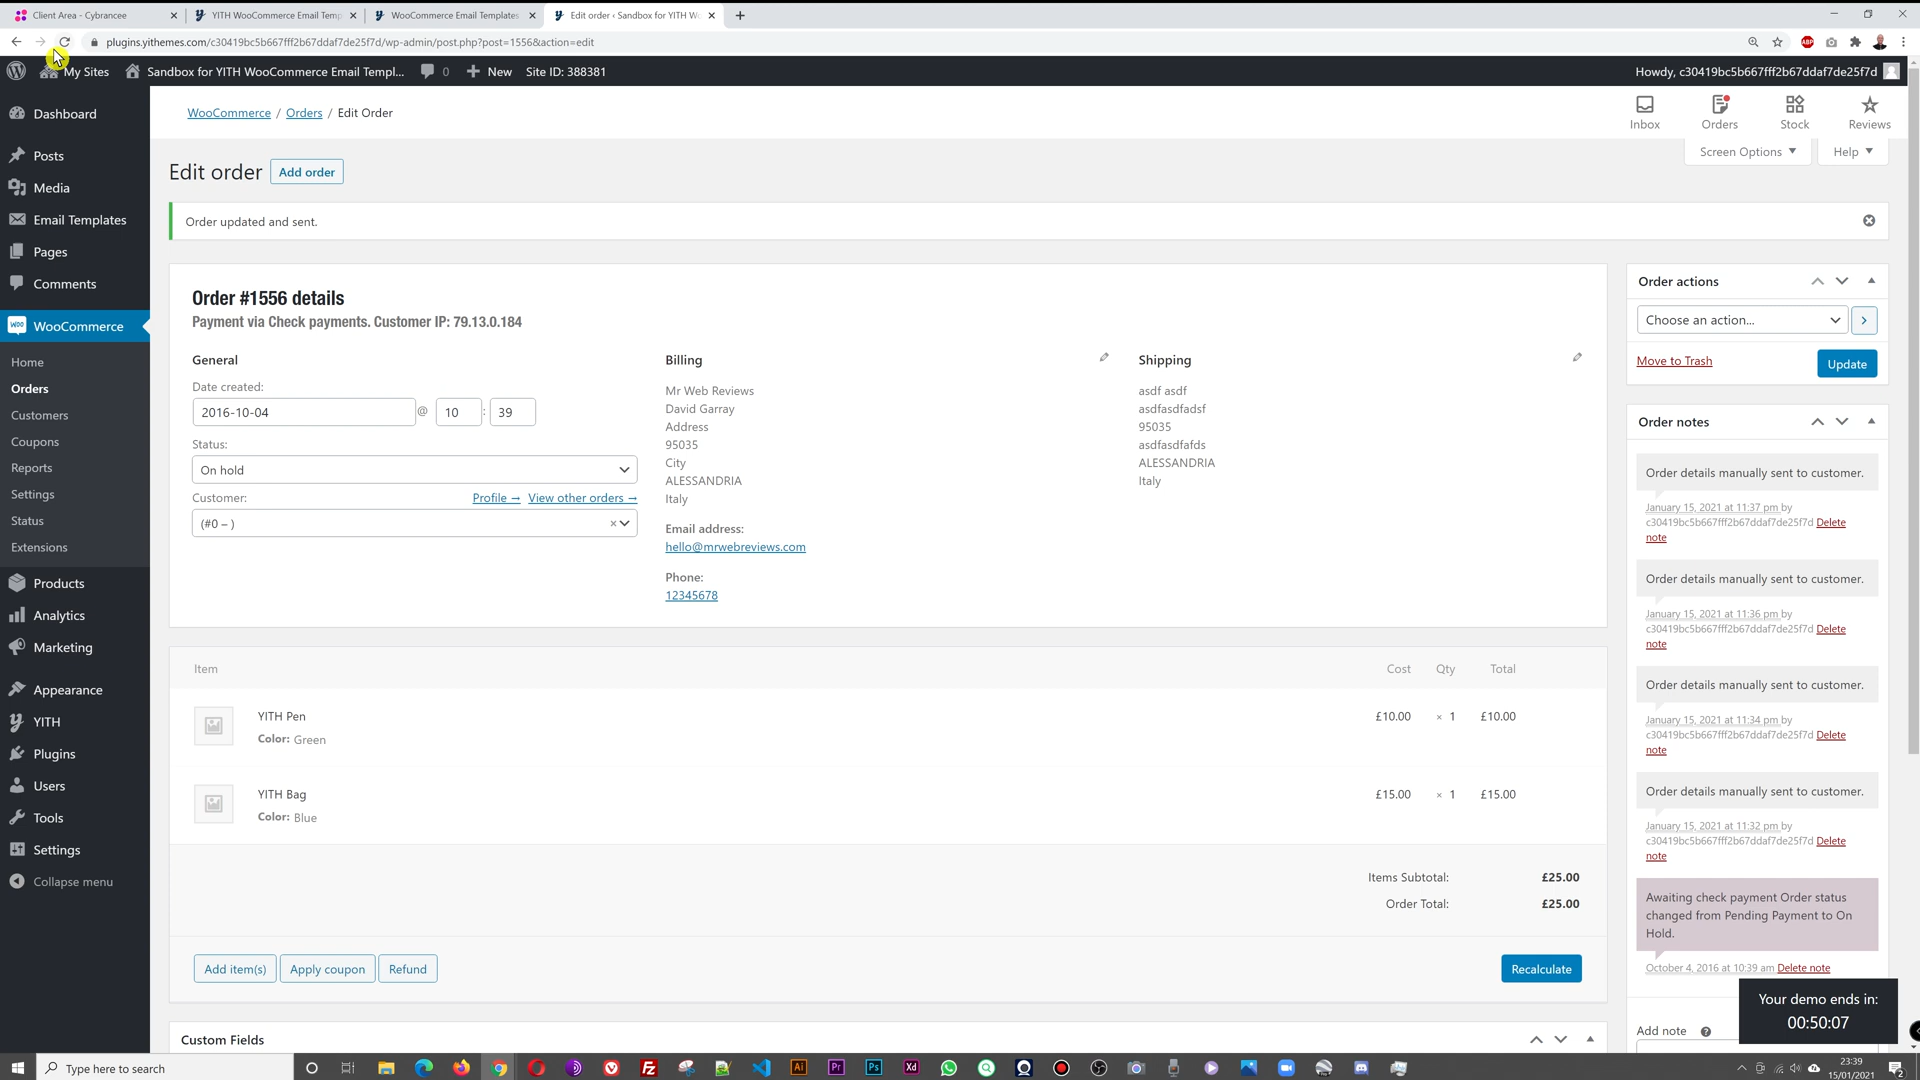 Client Area - Cybrancee
YITH WooCommerce Email Temp
WooCommerce Email Templates
Edit order ‹ Sandbox for YITH W
plugins.yithemes.com/c30419bc5b667fff2b67ddaf7de25f7d/wp-admin/post.php?post=1556&action=edit
ABP
My Sites
Sandbox for YITH WooCommerce Email Templ...
0
New
Site ID: 388381
Howdy, c30419bc5b667fff2b67ddaf7de25f7d
Dashboard
Posts
Media
Email Templates
Pages
Comments
WooCommerce
Home
Orders
Customers
Coupons
Reports
Settings
Status
Extensions
Products
Analytics
Marketing
Appearance
YITH
Plugins
Users
Tools
Settings
Collapse menu
WooCommerce / Orders / Edit Order
Inbox
Orders
Stock
Reviews
Screen Options
Help
Edit order
Add order
Order updated and sent.
Order #1556 details
Payment via Check payments. Customer IP: 79.13.0.184
General
Date created:
2016-10-04 @ 10 : 39
Status:
On hold
Customer:
Profile → View other orders →
(#0 – )
×
Billing
Mr Web Reviews
David Garray
Address
95035
City
ALESSANDRIA
Italy
Email address:
hello@mrwebreviews.com
Phone:
12345678
Shipping
asdf asdf
asdfasdfadsf
95035
asdfasdfafds
ALESSANDRIA
Italy
Item Cost Qty Total
YITH Pen £10.00 × 1 £10.00
Color: Green
YITH Bag £15.00 × 1 £15.00
Color: Blue
Items Subtotal: £25.00
Order Total: £25.00
Add item(s)
Apply coupon
Refund
Recalculate
Custom Fields
Order actions
Choose an action...
Move to Trash
Update
Order notes
Order details manually sent to customer.
January 15, 2021 at 11:37 pm by
c30419bc5b667fff2b67ddaf7de25f7d Delete
note
Order details manually sent to customer.
January 15, 2021 at 11:36 pm by
c30419bc5b667fff2b67ddaf7de25f7d Delete
note
Order details manually sent to customer.
January 15, 2021 at 11:34 pm by
c30419bc5b667fff2b67ddaf7de25f7d Delete
note
Order details manually sent to customer.
January 15, 2021 at 11:32 pm by
c30419bc5b667fff2b67ddaf7de25f7d Delete
note
Awaiting check payment Order status
changed from Pending Payment to On
Hold.
October 4, 2016 at 10:39 am Delete note
Add note
Your demo ends in:
00:50:07
Type here to search
23:39
15/01/2021